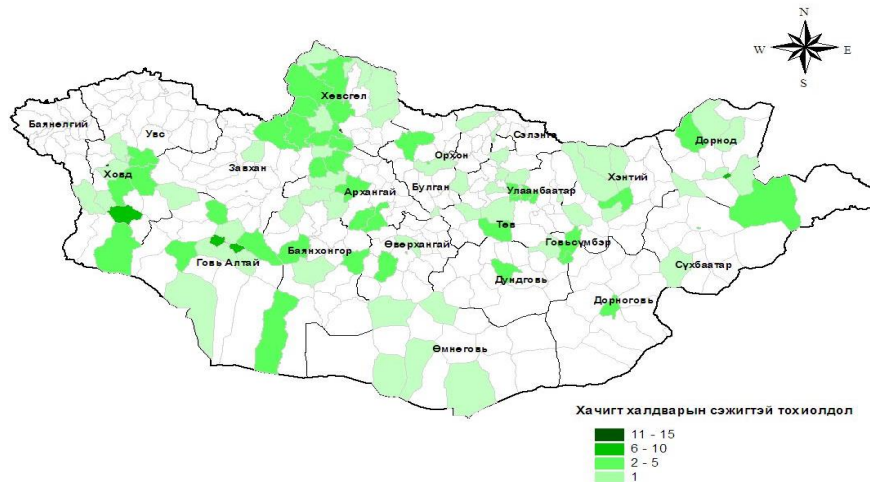 N
W E
S
Хөвсгөл
Баянөлгий
Увс
Сэлэнгэ
Дорнод
Орхон
Ховд
Завхан
Хэнтий
Булган
Улаанбаатар
Архангай
Төв
Өвөрхангай
Говьсүмбэр
Баянхонгор
Говь Алтай
Сүхбаатар
Дундговь
Дорноговь
Өмнөговь
Хачигт халдварын сэжигтэй тохиолдол
11 - 15
6 - 10
2 - 5
1